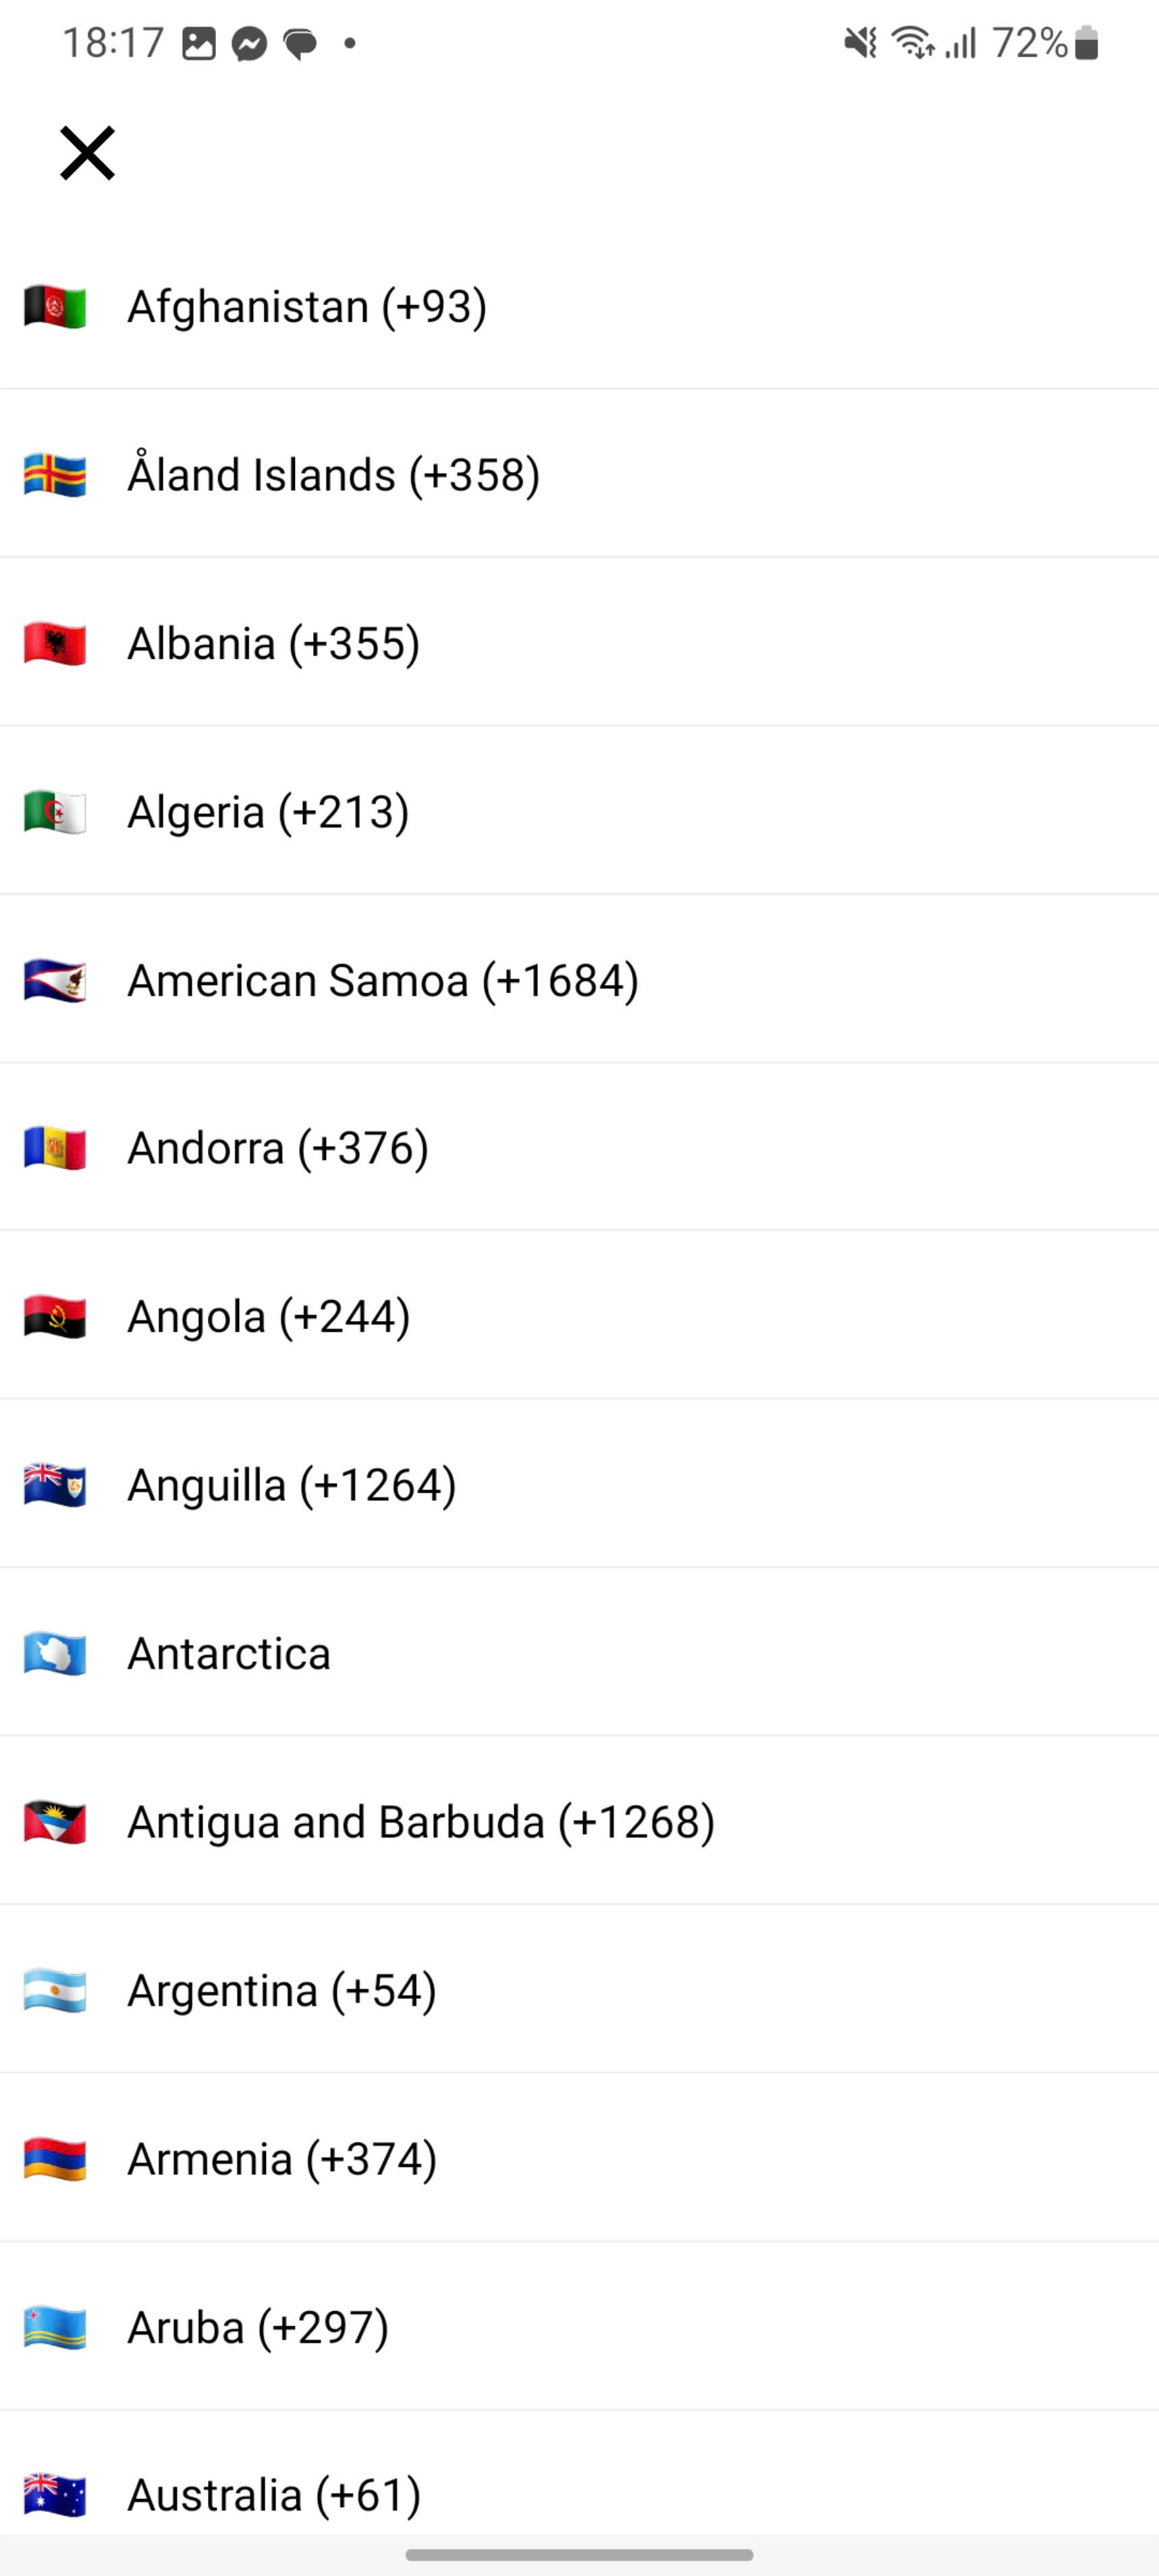 18:17 72%
Afghanistan (+93)
Åland Islands (+358)
Albania (+355)
Algeria (+213)
American Samoa (+1684)
Andorra (+376)
Angola (+244)
Anguilla (+1264)
Antarctica
Antigua and Barbuda (+1268)
Argentina (+54)
Armenia (+374)
Aruba (+297)
Australia (+61)